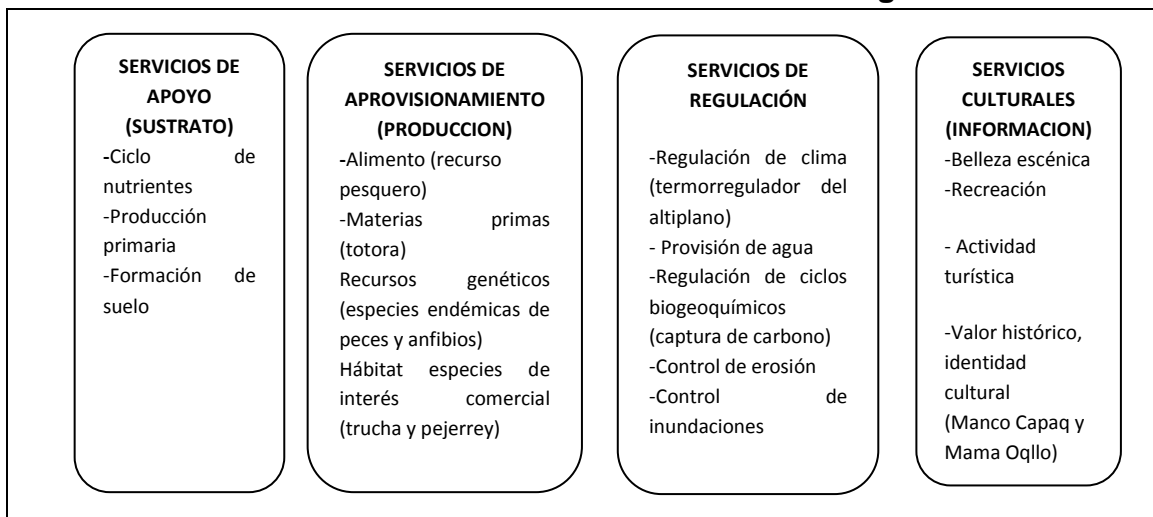 SERVICIOS DE
APOYO
(SUSTRATO)
-Ciclo de
nutrientes
-Producción
primaria
-Formación de
suelo
SERVICIOS DE
APROVISIONAMIENTO
(PRODUCCION)
-Alimento (recurso
pesquero)
-Materias primas
(totora)
Recursos genéticos
(especies endémicas de
peces y anfibios)
Hábitat especies de
interés comercial
(trucha y pejerrey)
SERVICIOS DE
REGULACIÓN
-Regulación de clima
(termorregulador del
altiplano)
- Provisión de agua
-Regulación de ciclos
biogeoquímicos
(captura de carbono)
-Control de erosión
-Control de
inundaciones
SERVICIOS
CULTURALES
(INFORMACION)
-Belleza escénica
-Recreación
- Actividad
turística
-Valor histórico,
identidad
cultural
(Manco Capaq y
Mama Oqllo)